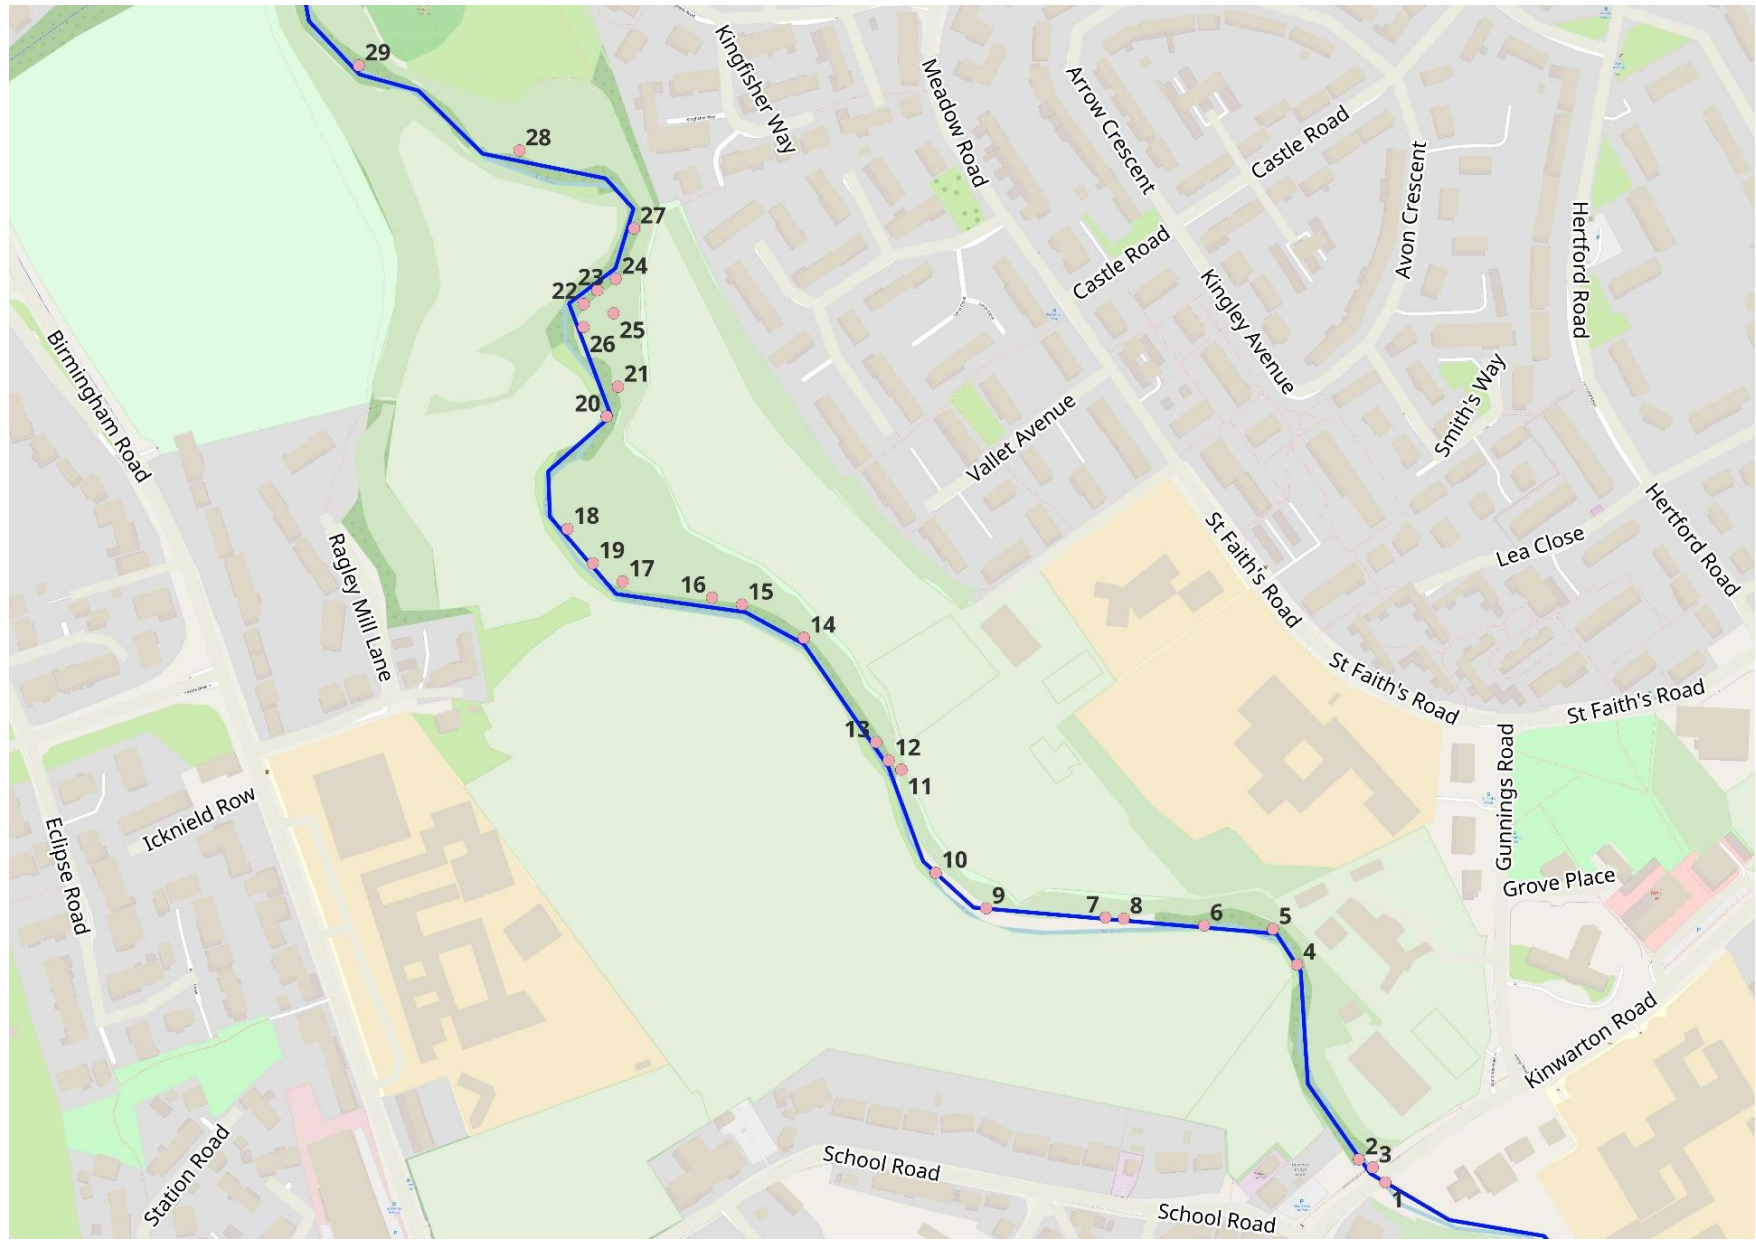 29
28
27
Kingfisher Way
Meadow Road
Arrow Crescent
Castle Road
Avon Crescent
Hertford Road
Castle Road
Kingley Avenue
23
24
22
25
26
21
20
Birmingham Road
Vallet Avenue
Smith's Way
Hertford Road
Lea Close
St Faith's Road
18
19
17
16
15
14
Ragley Mill Lane
St Faith's Road
St Faith's Road
13
12
11
Gunnings Road
Icknield Row
Eclipse Road
10
9
7
8
6
5
4
Grove Place
Kinwarton Road
2
3
1
School Road
School Road
Station Road